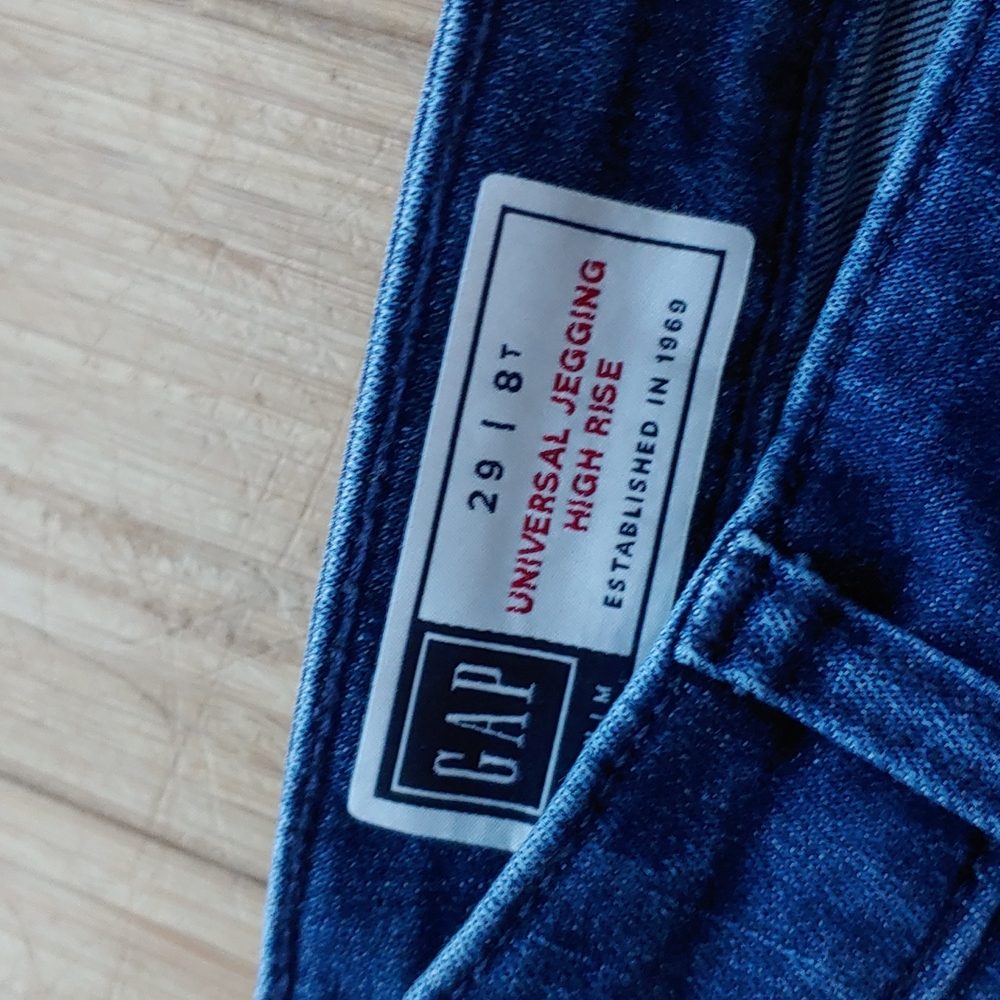 GAP
29 | 8T
UNIVERSAL JEGGING
HIGH RISE
ESTABLISHED IN 1969